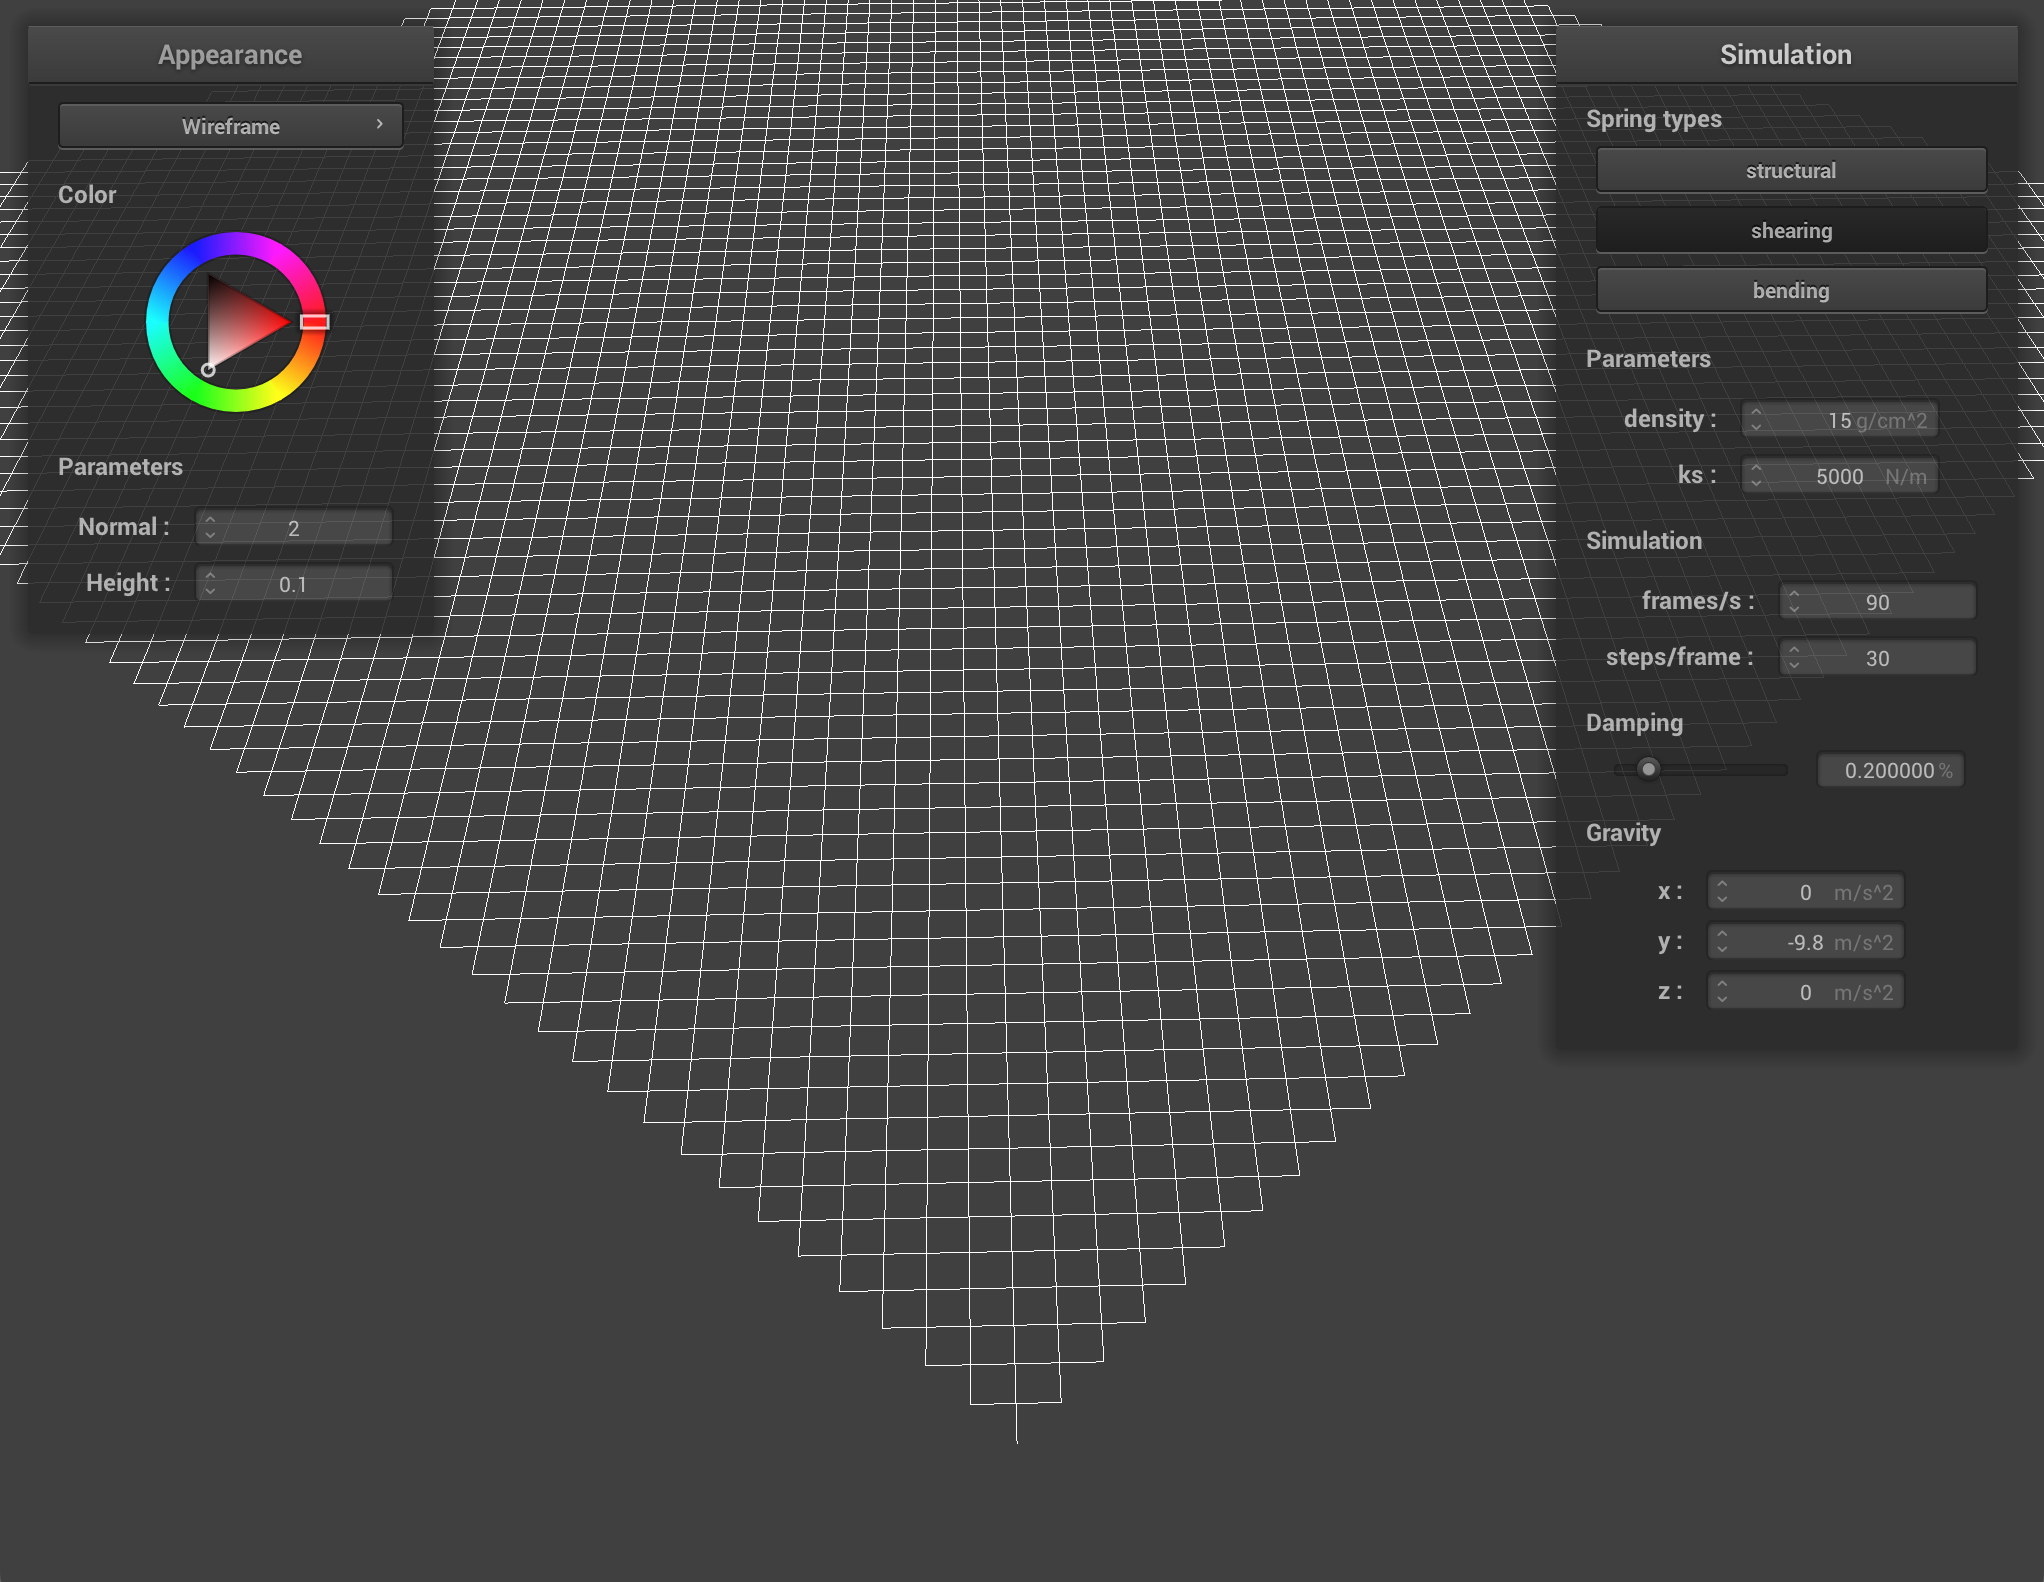 Appearance
Wireframe
Color
Parameters
Normal : 2
Height : 0.1
Simulation
Spring types
structural
shearing
bending
Parameters
density : 15 g/cm^2
ks : 5000 N/m
Simulation
frames/s : 90
steps/frame : 30
Damping
0.200000 %
Gravity
x : 0 m/s^2
y : -9.8 m/s^2
z : 0 m/s^2